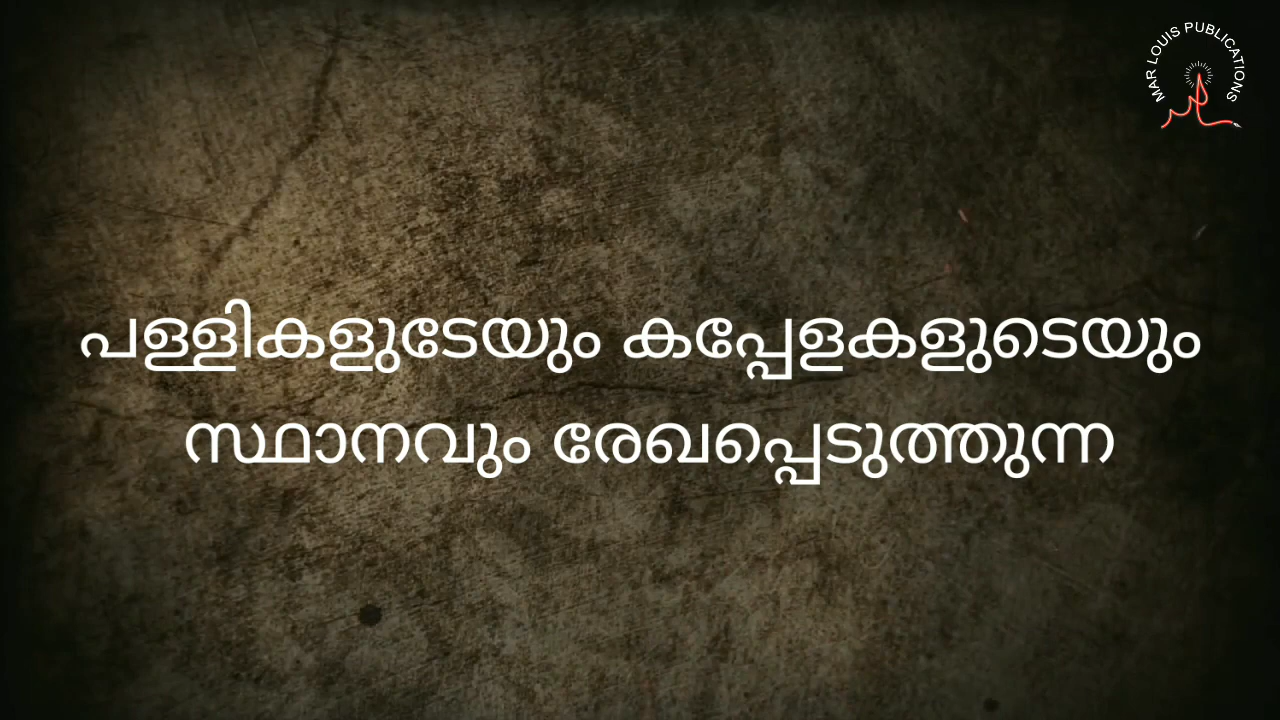 MAR LOUIS PUBLICATIONS
പള്ളികളുടേയും കപ്പേളകളുടെയും
സ്ഥാനവും രേഖപ്പെടുത്തുന്ന